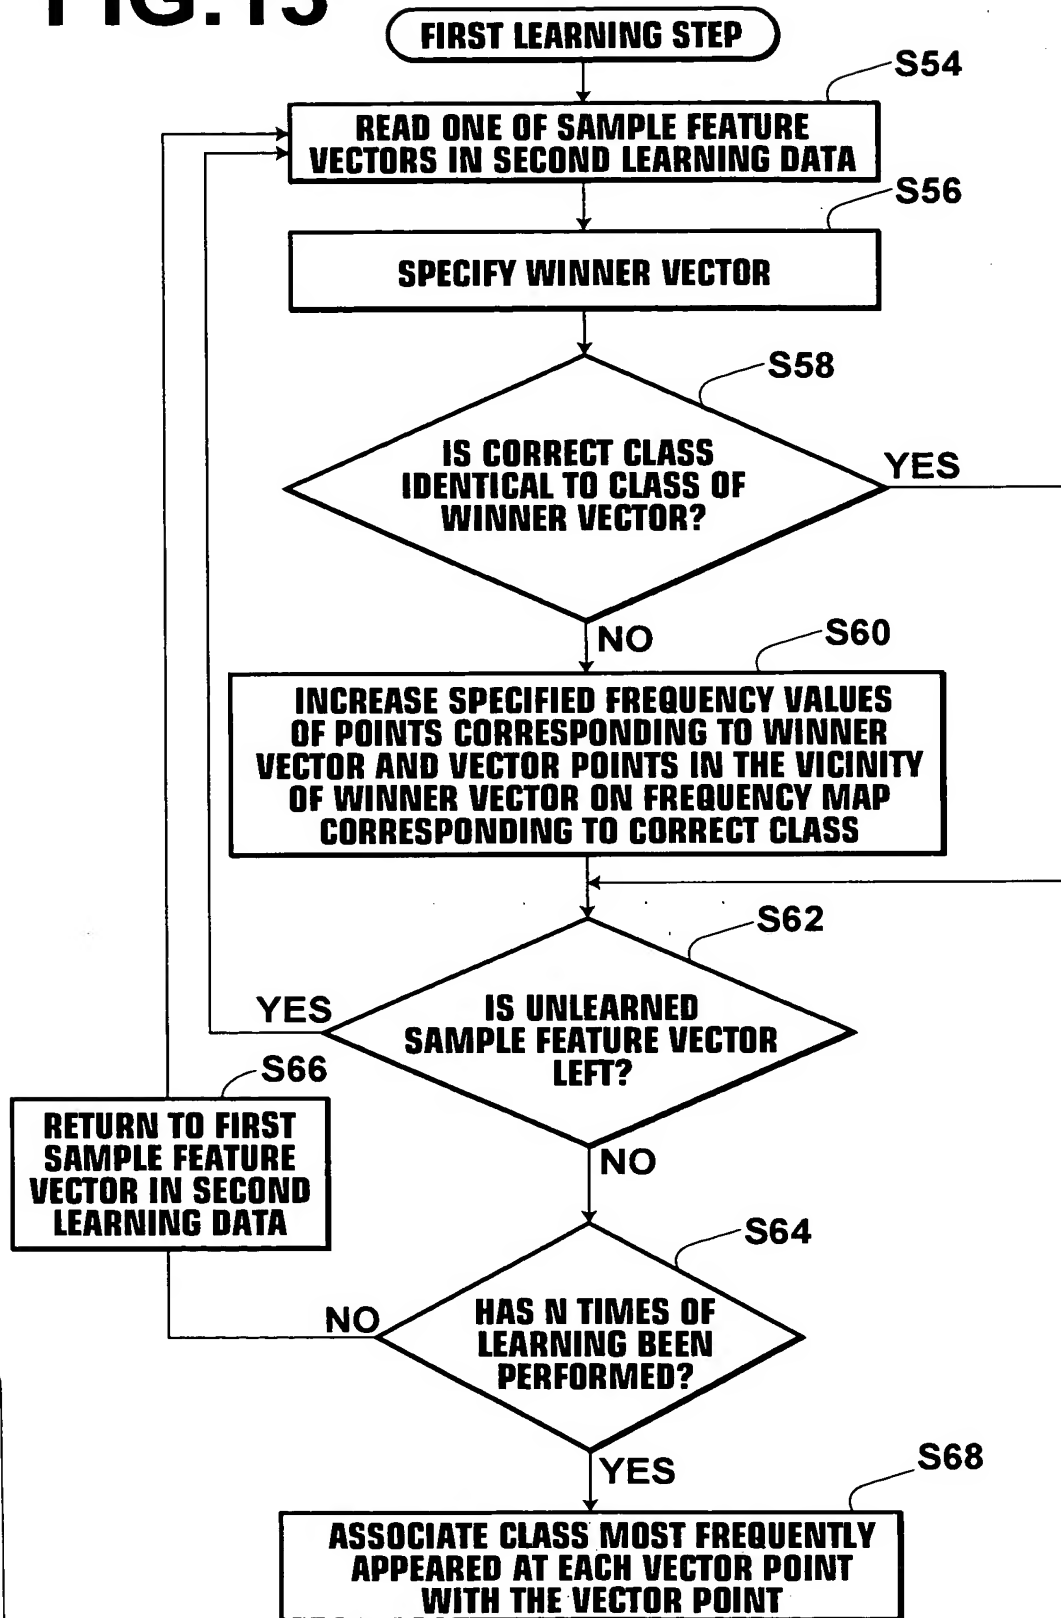 FIRST LEARNING STEP
S54
READ ONE OF SAMPLE FEATURE
VECTORS IN SECOND LEARNING DATA
S56
SPECIFY WINNER VECTOR
S58
IS CORRECT CLASS
IDENTICAL TO CLASS OF
WINNER VECTOR?
YES
NO
S60
INCREASE SPECIFIED FREQUENCY VALUES
OF POINTS CORRESPONDING TO WINNER
VECTOR AND VECTOR POINTS IN THE VICINITY
OF WINNER VECTOR ON FREQUENCY MAP
CORRESPONDING TO CORRECT CLASS
S62
YES
IS UNLEARNED
SAMPLE FEATURE VECTOR
LEFT?
S66
RETURN TO FIRST
SAMPLE FEATURE
VECTOR IN SECOND
LEARNING DATA
NO
S64
NO
HAS N TIMES OF
LEARNING BEEN
PERFORMED?
YES
S68
ASSOCIATE CLASS MOST FREQUENTLY
APPEARED AT EACH VECTOR POINT
WITH THE VECTOR POINT